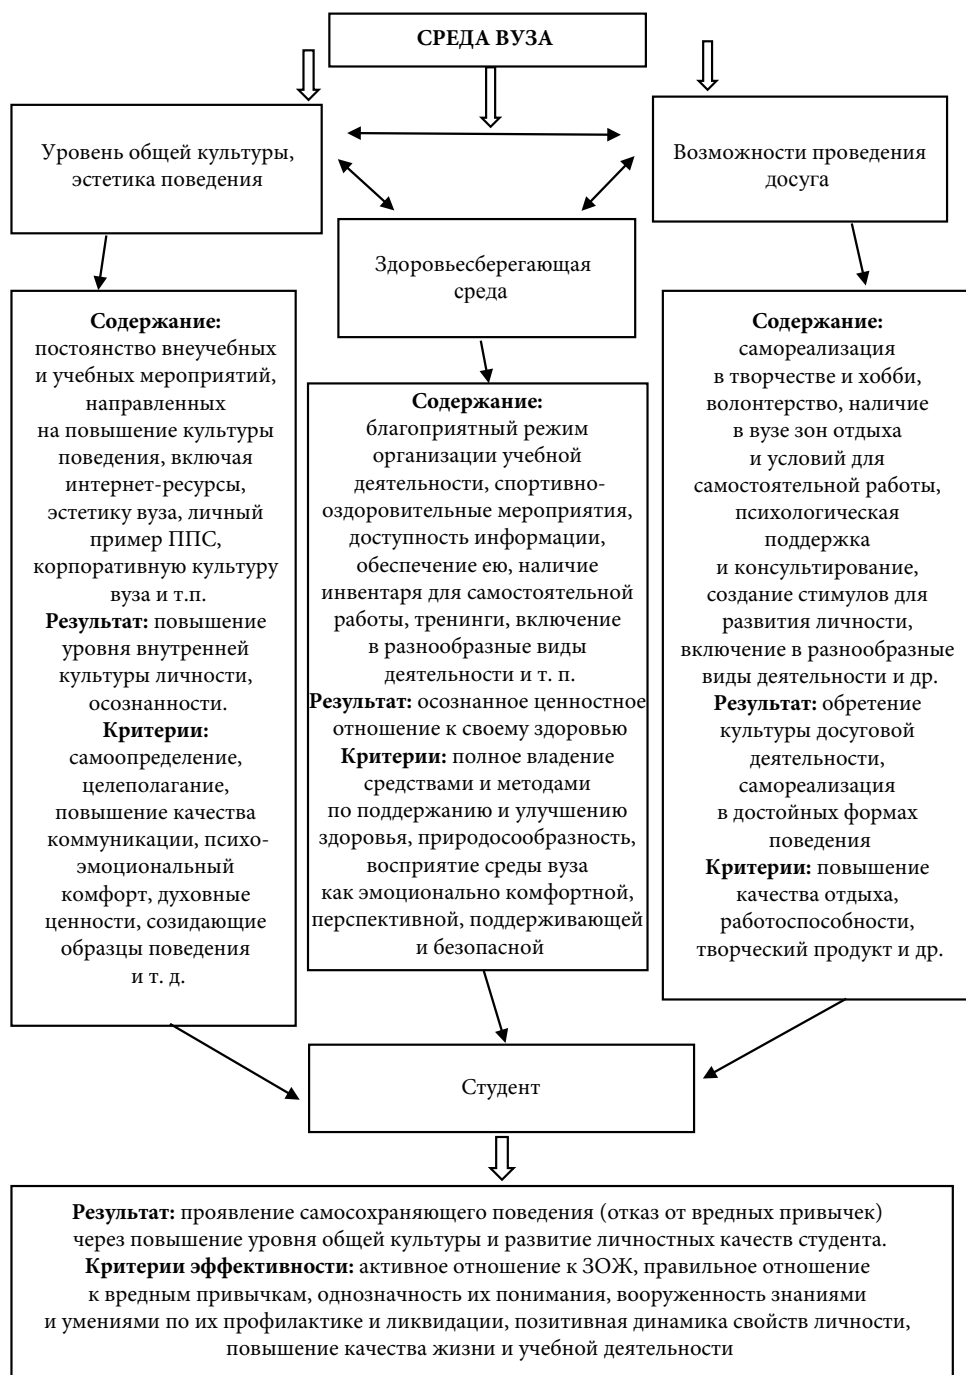 СРЕДА ВУЗА
Уровень общей культуры,
эстетика поведения
Возможности проведения
досуга
Здоровьесберегающая
среда
Содержание:
постоянство внеучебных
и учебных мероприятий,
направленных
на повышение культуры
поведения, включая
интернет-ресурсы,
эстетику вуза, личный
пример ППС,
корпоративную культуру
вуза и т.п.
Результат: повышение
уровня внутренней
культуры личности,
осознанности.
Критерии:
самоопределение,
целеполагание,
повышение качества
коммуникации, психо-
эмоциональный
комфорт, духовные
ценности, созидающие
образцы поведения
и т. д.
Содержание:
благоприятный режим
организации учебной
деятельности, спортивно-
оздоровительные мероприятия,
доступность информации,
обеспечение ею, наличие
инвентаря для самостоятельной
работы, тренинги, включение
в разнообразные виды
деятельности и т. п.
Результат: осознанное ценностное
отношение к своему здоровью
Критерии: полное владение
средствами и методами
по поддержанию и улучшению
здоровья, природосообразность,
восприятие среды вуза
как эмоционально комфортной,
перспективной, поддерживающей
и безопасной
Содержание:
самореализация
в творчестве и хобби,
волонтерство, наличие
в вузе зон отдыха
и условий для
самостоятельной работы,
психологическая
поддержка
и консультирование,
создание стимулов для
развития личности,
включение в разнообразные
виды деятельности и др.
Результат: обретение
культуры досуговой
деятельности,
самореализация
в достойных формах
поведения
Критерии: повышение
качества отдыха,
работоспособности,
творческий продукт и др.
Студент
Результат: проявление самосохраняющего поведения (отказ от вредных привычек)
через повышение уровня общей культуры и развитие личностных качеств студента.
Критерии эффективности: активное отношение к ЗОЖ, правильное отношение
к вредным привычкам, однозначность их понимания, вооруженность знаниями
и умениями по их профилактике и ликвидации, позитивная динамика свойств личности,
повышение качества жизни и учебной деятельности